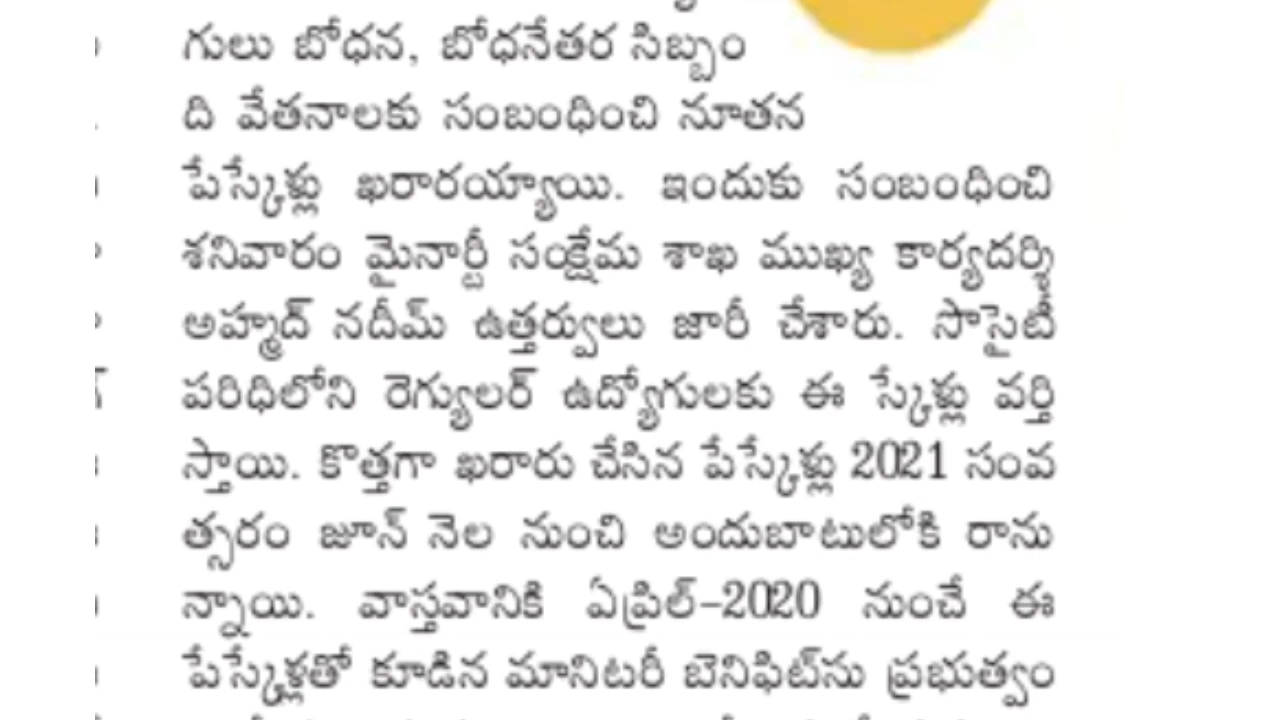 గులు బోధన, బోధనేతర సిబ్బం
ది వేతనాలకు సంబంధించి నూతన
పేస్కేళ్లు ఖరారయ్యాయి. ఇందుకు సంబంధించి
శనివారం మైనార్టీ సంక్షేమ శాఖ ముఖ్య కార్యదర్శి
అహ్మద్ నదీమ్ ఉత్తర్వులు జారీ చేశారు. సొసైటీ
పరిధిలోని రెగ్యులర్ ఉద్యోగులకు ఈ స్కేళ్లు వర్తి
స్తాయి. కొత్తగా ఖరారు చేసిన పేస్కేళ్లు 2021 సంవ
త్సరం జూన్ నెల నుంచి అందుబాటులోకి రాను
న్నాయి. వాస్తవానికి ఏప్రిల్–2020 నుంచే ఈ
పేస్కేళ్లతో కూడిన మానిటరీ బెనిఫిట్‌ను ప్రభుత్వం